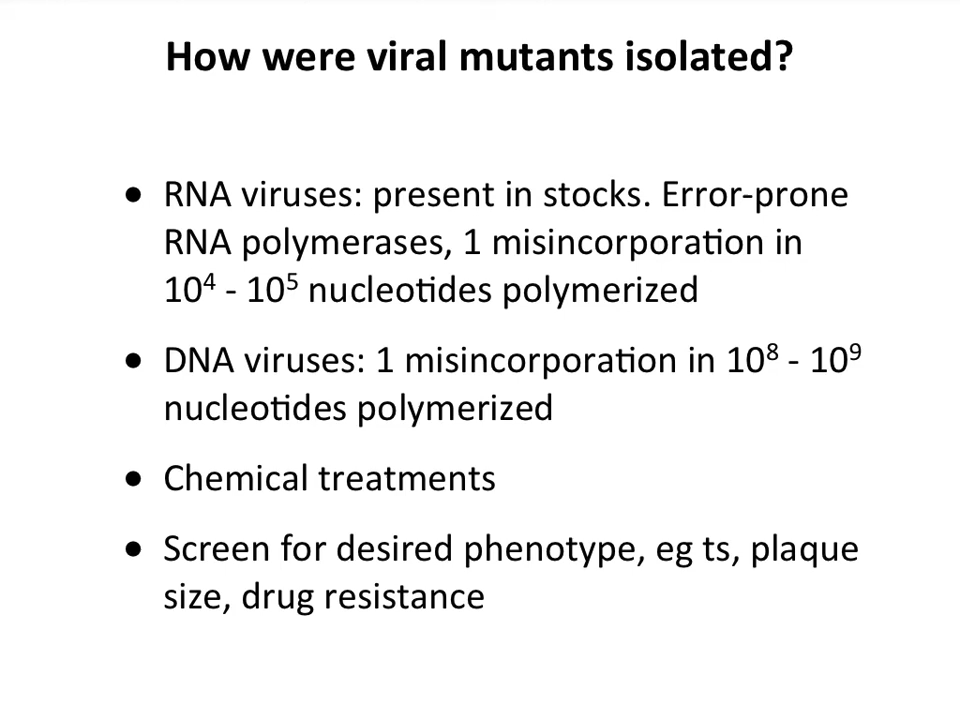 How were viral mutants isolated?
• RNA viruses: present in stocks. Error-prone
RNA polymerases, 1 misincorporation in
10⁴ - 10⁵ nucleotides polymerized
• DNA viruses: 1 misincorporation in 10⁸ - 10⁹
nucleotides polymerized
• Chemical treatments
• Screen for desired phenotype, eg ts, plaque
size, drug resistance